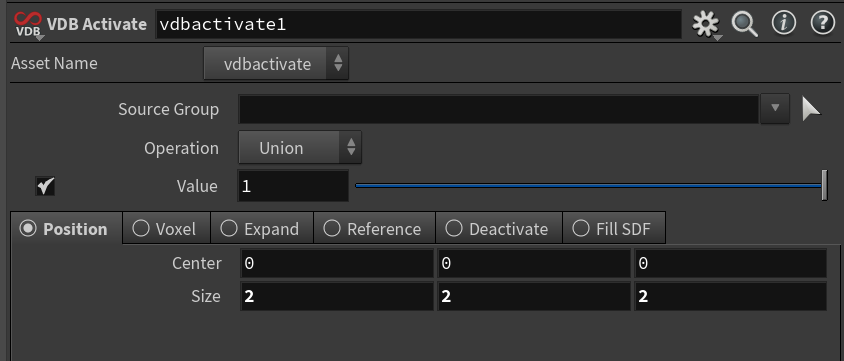 VDB VDB Activate vdbactivate1
Asset Name vdbactivate
Source Group
Operation Union
Value 1
Position Voxel Expand Reference Deactivate Fill SDF
Center 0 0 0
Size 2 2 2